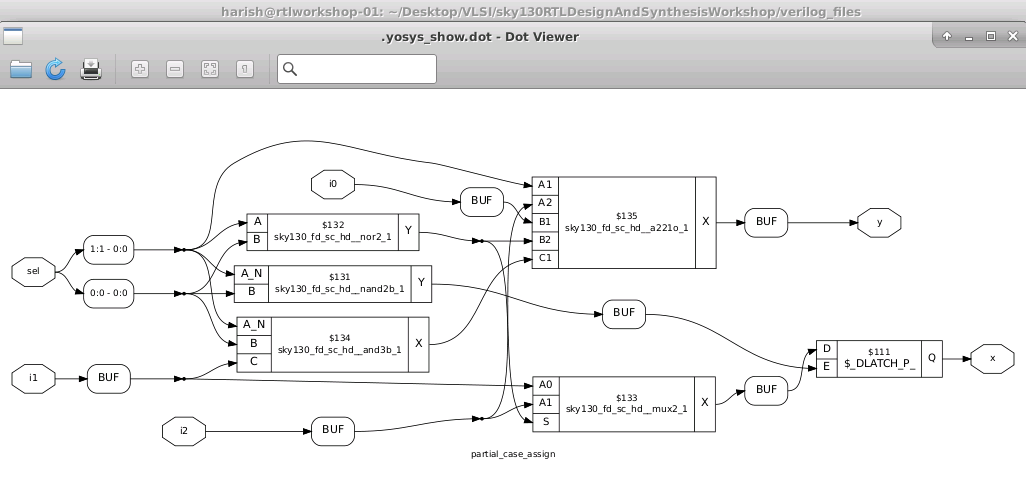 harish@rtlworkshop-01: ~/Desktop/VLSI/sky130RTLDesignAndSynthesisWorkshop/verilog_files
.yosys_show.dot - Dot Viewer
sel
1:1 - 0:0
0:0 - 0:0
i0
BUF
A
B
$132
sky130_fd_sc_hd__nor2_1
Y
A_N
B
$131
sky130_fd_sc_hd__nand2b_1
Y
A_N
B
C
$134
sky130_fd_sc_hd__and3b_1
X
i1
BUF
i2
BUF
A1
A2
B1
B2
C1
$135
sky130_fd_sc_hd__a221o_1
X
BUF
y
BUF
A0
A1
S
$133
sky130_fd_sc_hd__mux2_1
X
BUF
D
E
$111
$_DLATCH_P_
Q
x
partial_case_assign